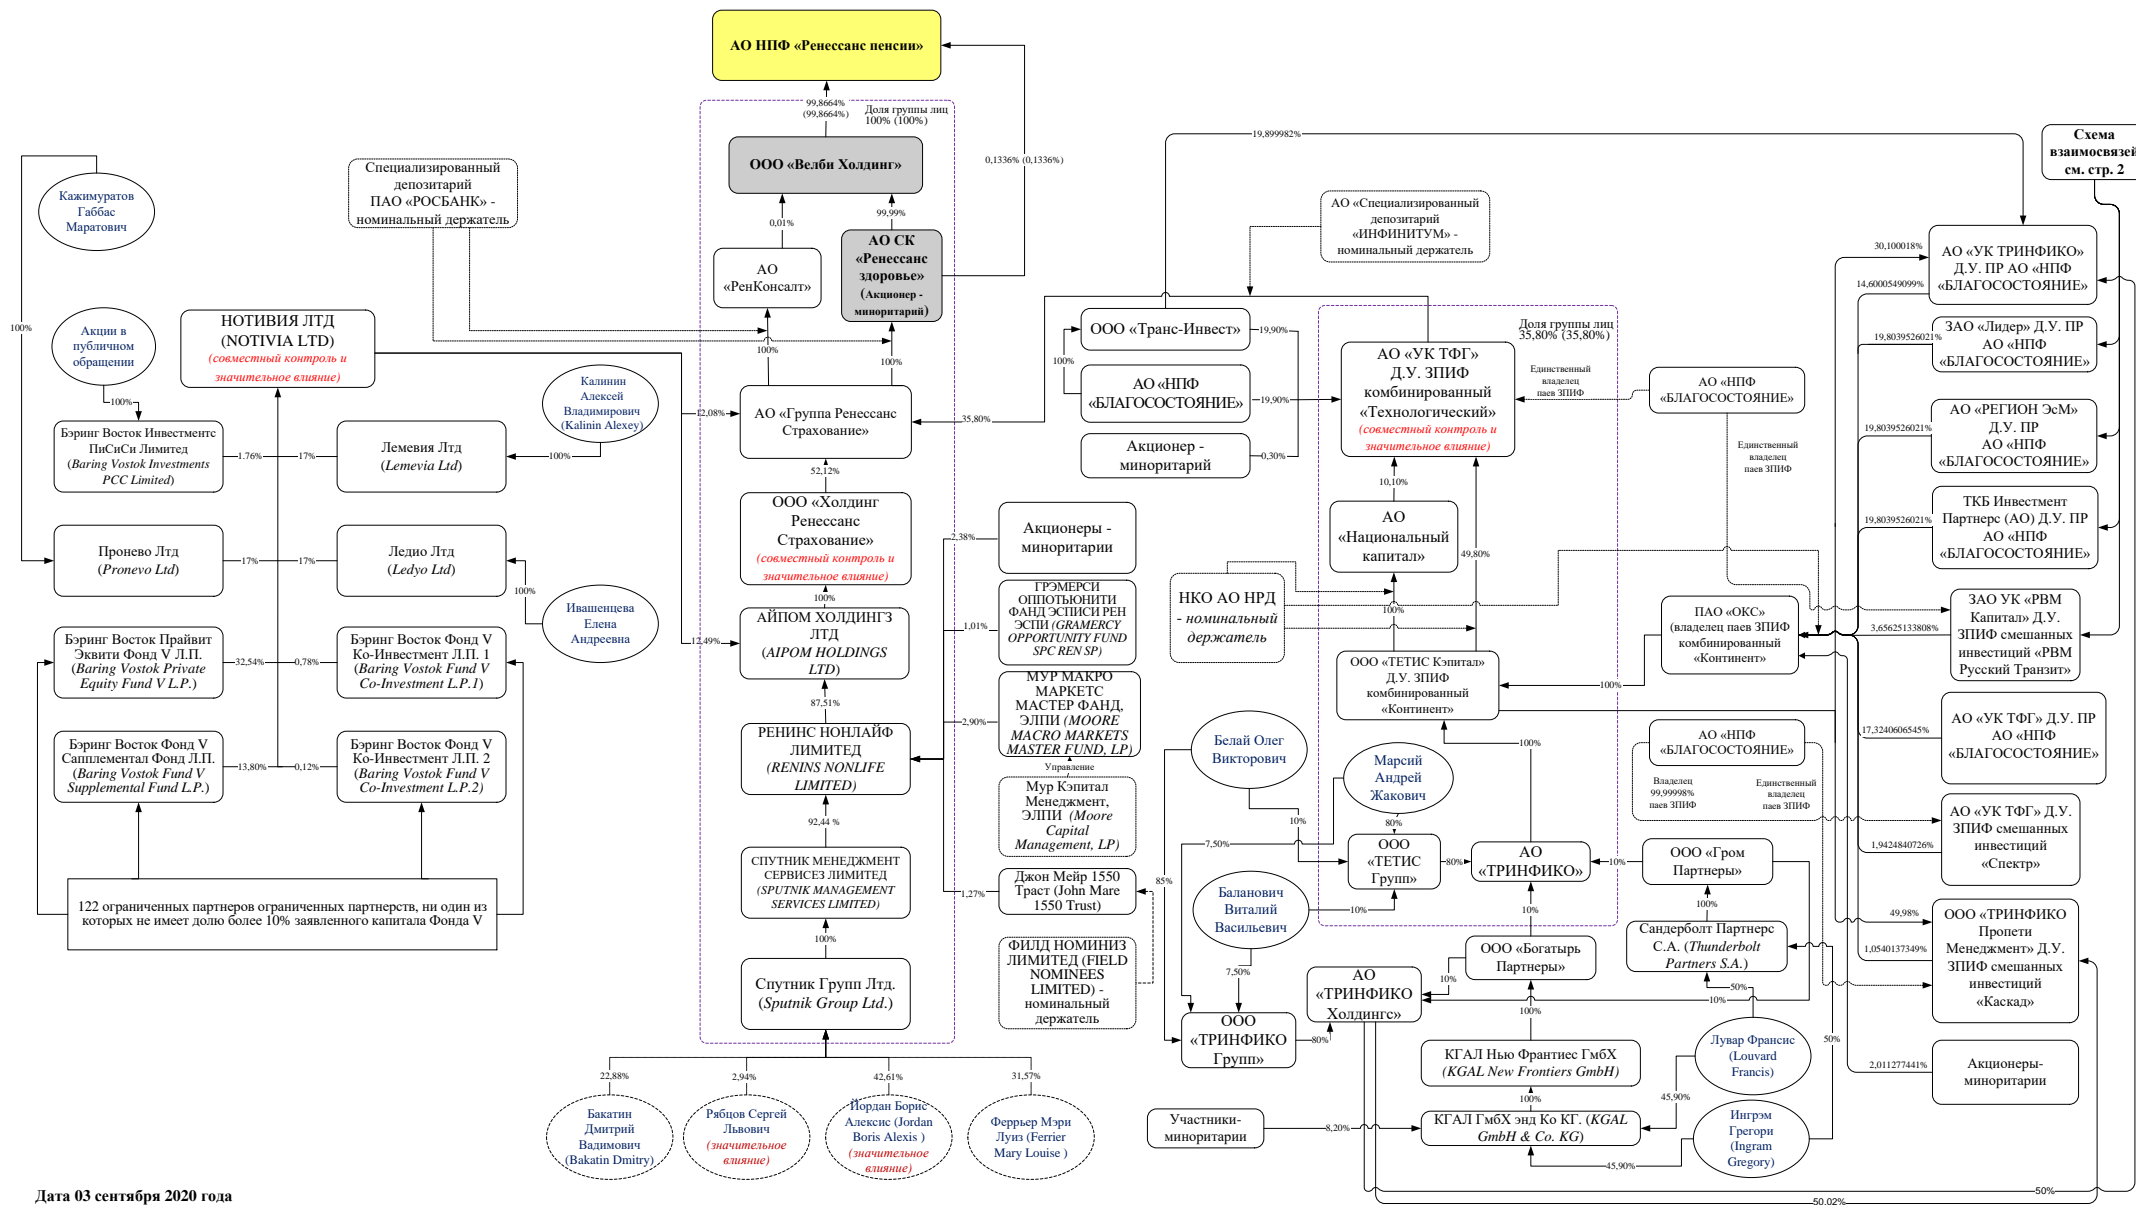 АО НПФ «Ренессанс пенсии»
99,8664%
(99,8664%)
Доля группы лиц
100% (100%)
ООО «Велби Холдинг»
0,1336% (0,1336%)
99,99%
0,01%
АО СК
«Ренессанс
здоровье»
(Акционер -
миноритарий)
АО
«РенКонсалт»
Специализированный
депозитарий
ПАО «РОСБАНК» -
номинальный держатель
Кажимуратов
Габбас
Маратович
100%
Акции в
публичном
обращении
100%
НОТИВИЯ ЛТД
(NOTIVIA LTD)
(совместный контроль и
значительное влияние)
Калинин
Алексей
Владимирович
(Kalinin Alexey)
100%
Бэринг Восток Инвестментс
ПиСиСи Лимитед
(Baring Vostok Investments
PCC Limited)
1.76%
17%
Лемевия Лтд
(Lemevia Ltd)
Проневo Лтд
(Pronevo Ltd)
17%
17%
Ледио Лтд
(Ledyo Ltd)
100%
Ивашенцева
Елена
Андреевна
Бэринг Восток Прайвит
Эквити Фонд V Л.П.
(Baring Vostok Private
Equity Fund V L.P.)
32,54%
0,78%
Бэринг Восток Фонд V
Ко-Инвестмент Л.П. 1
(Baring Vostok Fund V
Co-Investment L.P.1)
Бэринг Восток Фонд V
Сапплементал Фонд Л.П.
(Baring Vostok Fund V
Supplemental Fund L.P.)
13,80%
0,12%
Бэринг Восток Фонд V
Ко-Инвестмент Л.П. 2
(Baring Vostok Fund V
Co-Investment L.P.2)
122 ограниченных партнеров ограниченных партнерств, ни один из
которых не имеет долю более 10% заявленного капитала Фонда V
100%
100%
АО «Группа Ренессанс
Страхование»
12,08%
35,80%
52,12%
ООО «Холдинг
Ренессанс
Страхование»
(совместный контроль и
значительное влияние)
100%
АЙПОМ ХОЛДИНГЗ
ЛТД
(AIPOM HOLDINGS
LTD)
12,49%
87,51%
РЕНИНС НОНЛАЙФ
ЛИМИТЕД
(RENINS NONLIFE
LIMITED)
92,44 %
СПУТНИК МЕНЕДЖМЕНТ
СЕРВИСЕЗ ЛИМИТЕД
(SPUTNIK MANAGEMENT
SERVICES LIMITED)
100%
Спутник Групп Лтд.
(Sputnik Group Ltd.)
22,88%
2,94%
42,61%
31,57%
Бакатин
Дмитрий
Вадимович
(Bakatin Dmitry)
Рябцов Сергей
Львович
(значительное
влияние)
Йордан Борис
Алексис (Jordan
Boris Alexis )
(значительное
влияние)
Феррьер Мэри
Луиз (Ferrier
Mary Louise )
2,38%
Акционеры -
миноритарии
1,01%
ГРЭМЕРСИ
ОППОТЬЮНИТИ
ФАНД ЭСПИСИ РЕН
ЭСПИ (GRAMERCY
OPPORTUNITY FUND
SPC REN SP)
2,90%
МУР МАКРО
МАРКЕТС
МАСТЕР ФАНД,
ЭЛПИ (MOORE
MACRO MARKETS
MASTER FUND, LP)
Управление
Мур Кэпитал
Менеджмент,
ЭЛПИ (Moore
Capital
Management, LP)
1,27%
Джон Мейр 1550
Траст (John Mare
1550 Trust)
ФИЛД НОМИНИЗ
ЛИМИТЕД (FIELD
NOMINEES
LIMITED) -
номинальный
держатель
19,899982%
АО «Специализированный
депозитарий
«ИНФИНИТУМ» -
номинальный держатель
ООО «Транс-Инвест»
19,90%
100%
АО «НПФ
«БЛАГОСОСТОЯНИЕ»
19,90%
Акционер -
миноритарий
0,30%
Доля группы лиц
35,80% (35,80%)
АО «УК ТФГ»
Д.У. ЗПИФ
комбинированный
«Технологический»
(совместный контроль и
значительное влияние)
Единственный
владелец
паев ЗПИФ
АО «НПФ
«БЛАГОСОСТОЯНИЕ»
Единственный
владелец
паев ЗПИФ
10,10%
49,80%
АО
«Национальный
капитал»
НКО АО НРД
- номинальный
держатель
100%
ООО «ТЕТИС Кэпитал»
Д.У. ЗПИФ
комбинированный
«Континент»
100%
100%
ПАО «ОКС»
(владелец паев ЗПИФ
комбинированный
«Континент»
АО «НПФ
«БЛАГОСОСТОЯНИЕ»
Владелец
99,99998%
паев ЗПИФ
Единственный
владелец
паев ЗПИФ
Белай Олег
Викторович
10%
85%
Марсий
Андрей
Жакович
80%
7,50%
ООО
«ТЕТИС
Групп»
80%
АО
«ТРИНФИКО»
10%
ООО «Гром
Партнеры»
100%
Баланович
Виталий
Васильевич
10%
7,50%
10%
ООО «Богатырь
Партнеры»
10%
10%
Сандерболт Партнерс
С.А. (Thunderbolt
Partners S.A.)
50%
50%
АО
«ТРИНФИКО
Холдингс»
ООО
«ТРИНФИКО
Групп»
80%
100%
КГАЛ Нью Франтиес ГмбХ
(KGAL New Frontiers GmbH)
100%
Участники-
миноритарии
8,20%
КГАЛ ГмбХ энд Ко КГ. (KGAL
GmbH & Co. KG)
45,90%
45,90%
Лувар Франсис
(Louvard
Francis)
Ингрэм
Грегори
(Ingram
Gregory)
50%
50.02%
Схема
взаимосвязей
см. стр. 2
30,100018%
АО «УК ТРИНФИКО»
Д.У. ПР АО «НПФ
«БЛАГОСОСТОЯНИЕ»
14,6000549099%
ЗАО «Лидер» Д.У. ПР
АО «НПФ
«БЛАГОСОСТОЯНИЕ»
19,8039526021%
АО «РЕГИОН ЭсМ»
Д.У. ПР
АО «НПФ
«БЛАГОСОСТОЯНИЕ»
19,8039526021%
ТКБ Инвестмент
Партнерс (АО) Д.У. ПР
АО «НПФ
«БЛАГОСОСТОЯНИЕ»
19,8039526021%
ЗАО УК «РВМ
Капитал» Д.У.
ЗПИФ смешанных
инвестиций «РВМ
Русский Транзит»
3,65625133808%
АО «УК ТФГ» Д.У. ПР
АО «НПФ
«БЛАГОСОСТОЯНИЕ»
17,3240606545%
АО «УК ТФГ» Д.У.
ЗПИФ смешанных
инвестиций
«Спектр»
1,9424840726%
49,98%
ООО «ТРИНФИКО
Пропети
Менеджмент» Д.У.
ЗПИФ смешанных
инвестиций
«Каскад»
1,0540137349%
Акционеры-
миноритарии
2,011277441%
Дата 03 сентября 2020 года